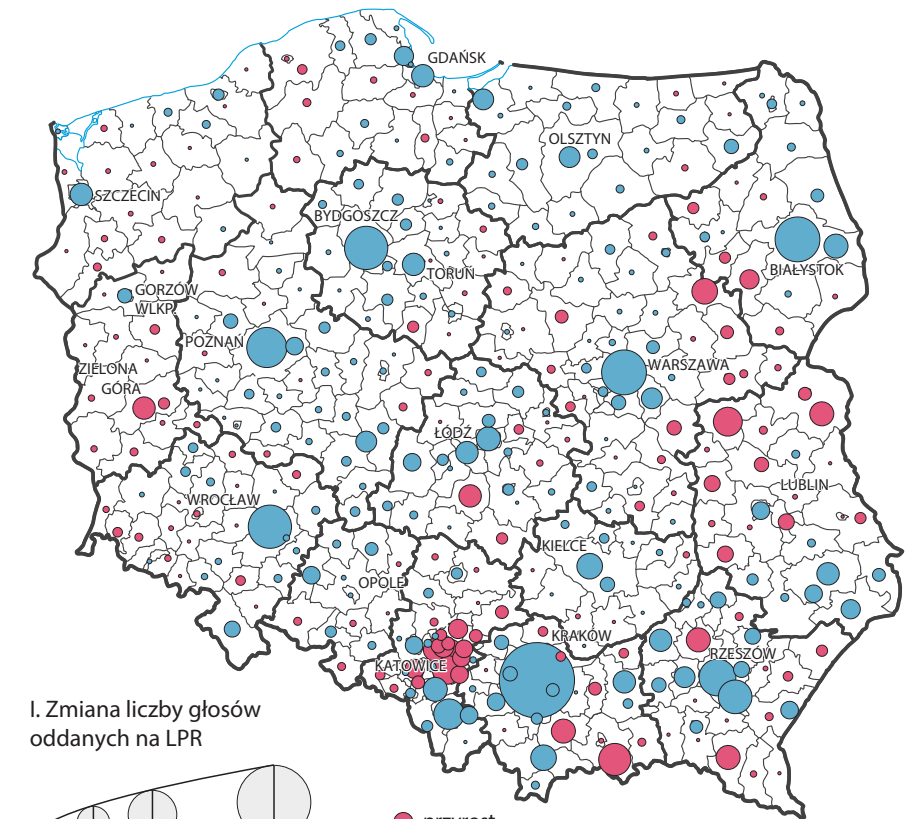 GDAŃSK
OLSZTYN
SZCZECIN
BYDGOSZCZ
TORUŃ
BIAŁYSTOK
GORZÓW
WLKP.
POZNAŃ
WARSZAWA
ZIELONA
GÓRA
ŁÓDŹ
LUBLIN
WROCŁAW
KIELCE
OPOLE
KRAKÓW
RZESZÓW
KATOWICE
I. Zmiana liczby głosów
oddanych na LPR
przyrost